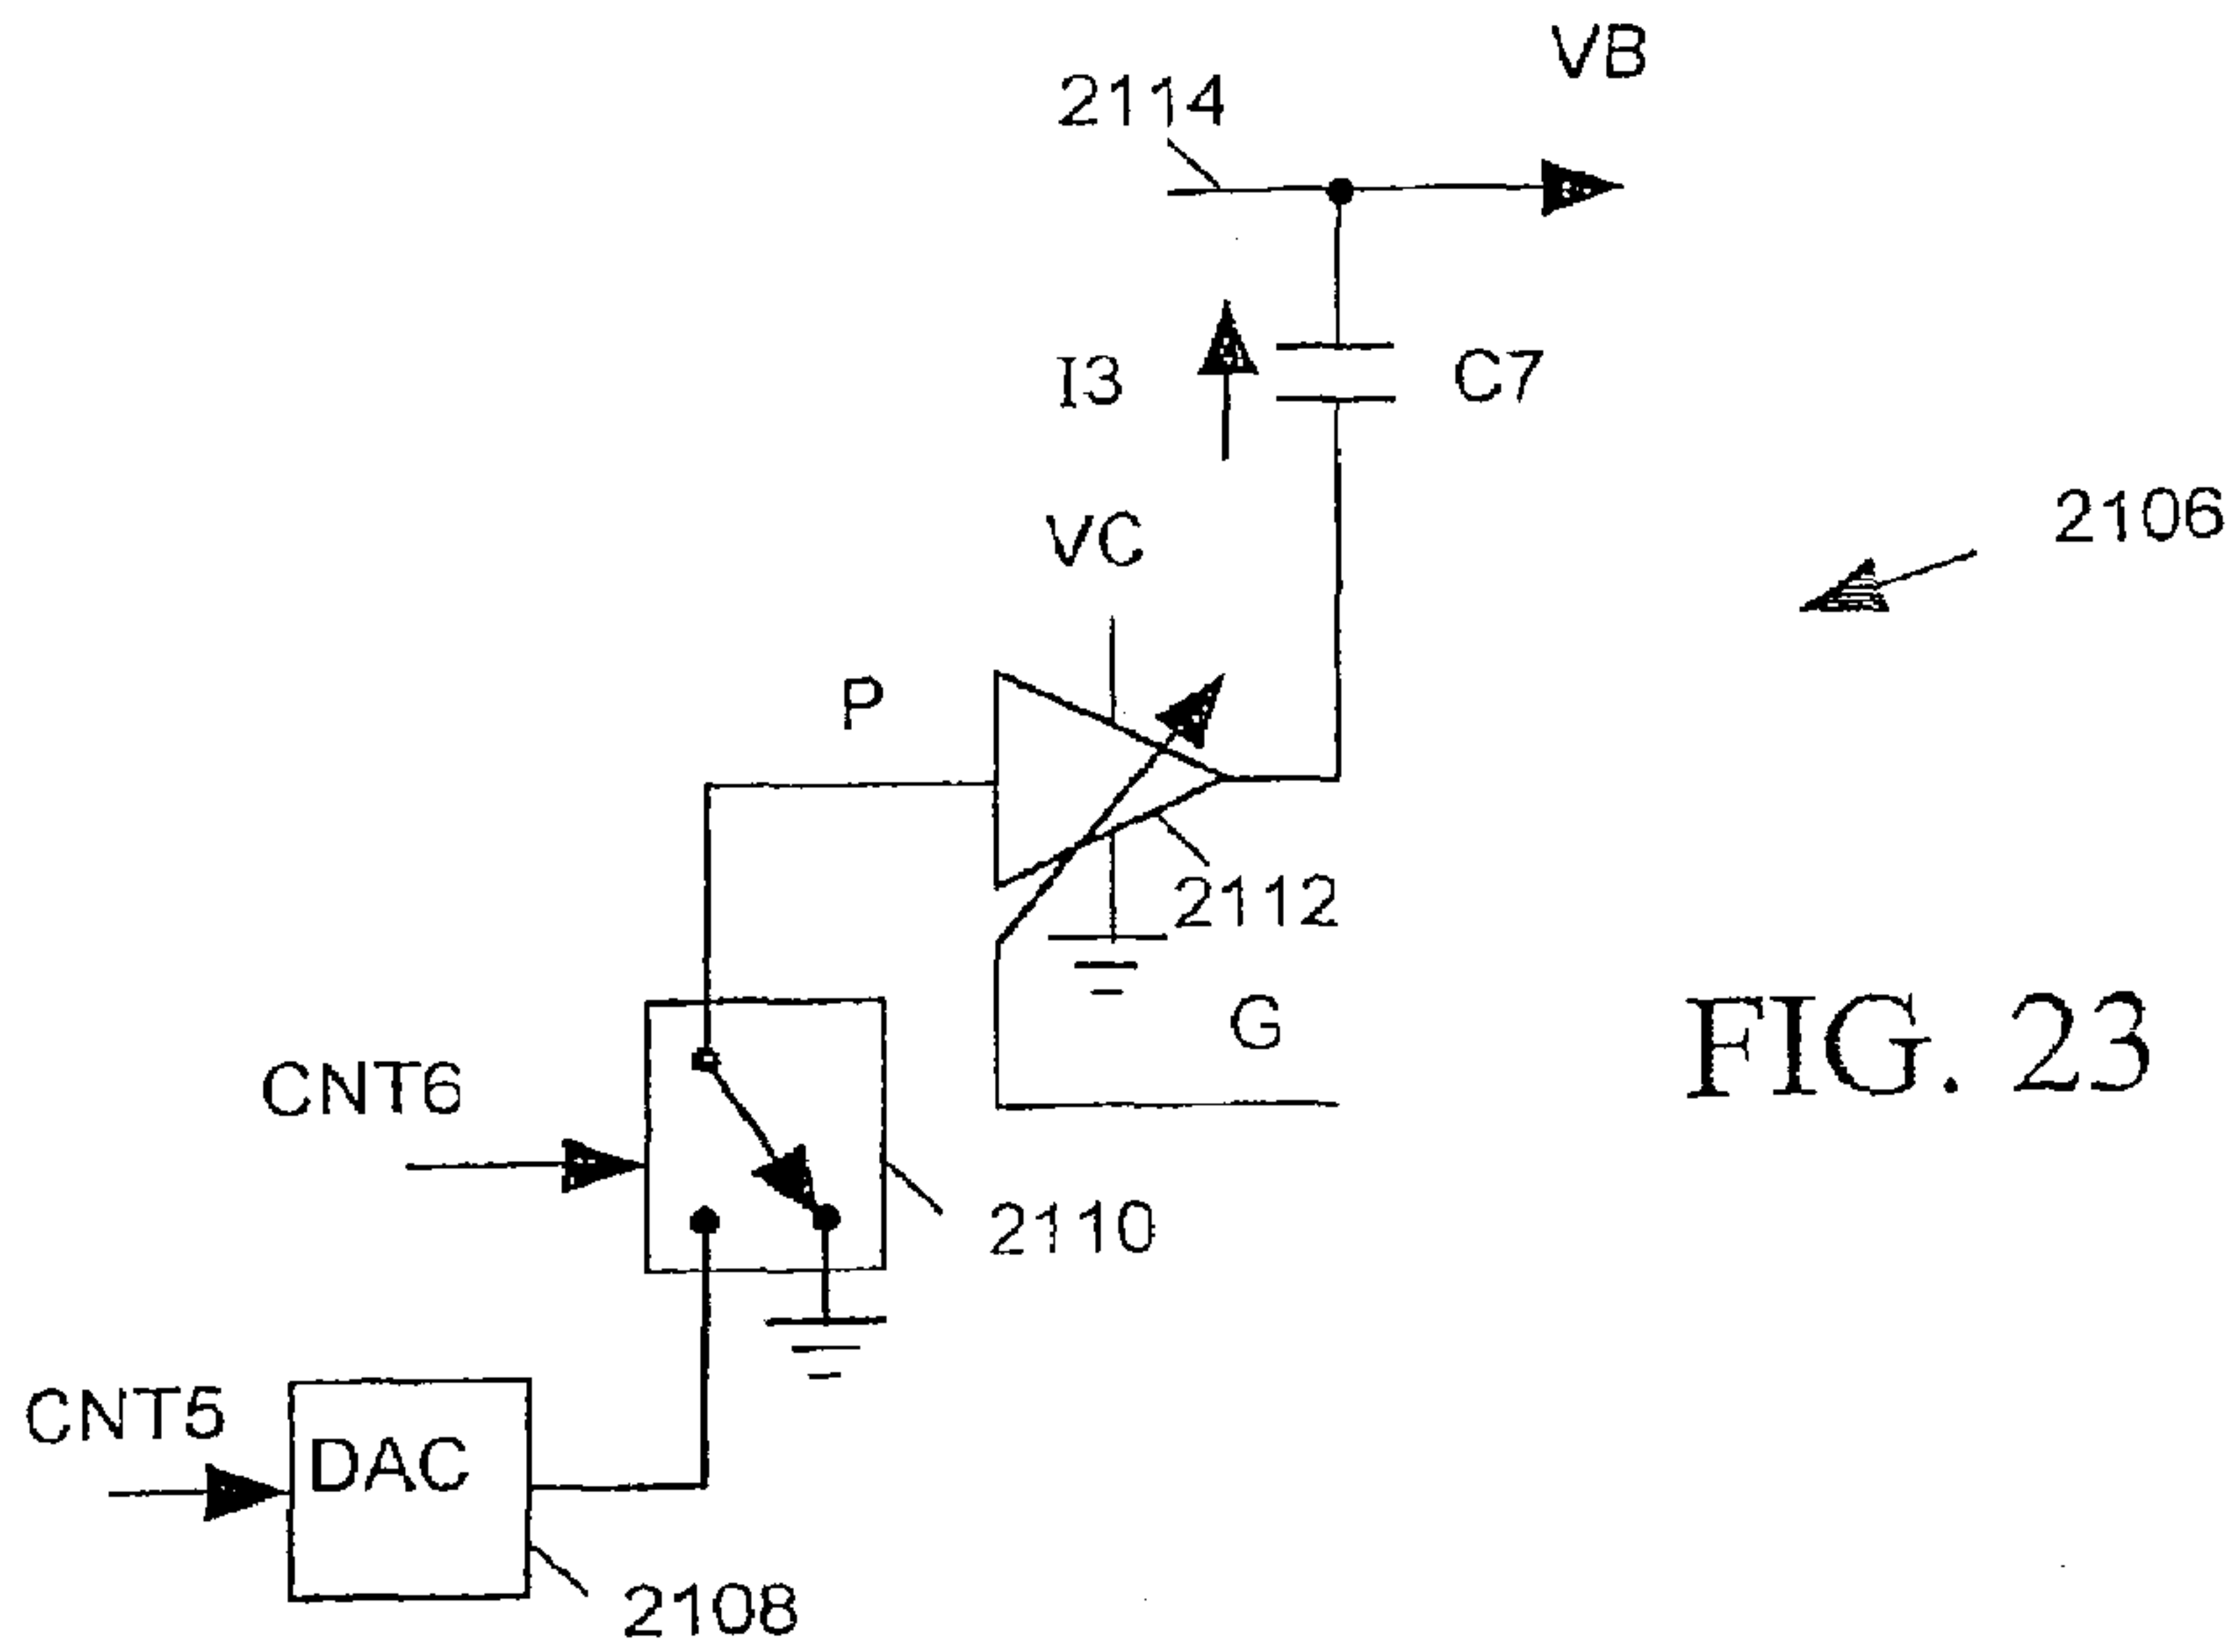 VB
2114
I3
C7
VC
2106
P
2112
G
FIG. 23
CNT6
2110
CNT5
DAC
2108